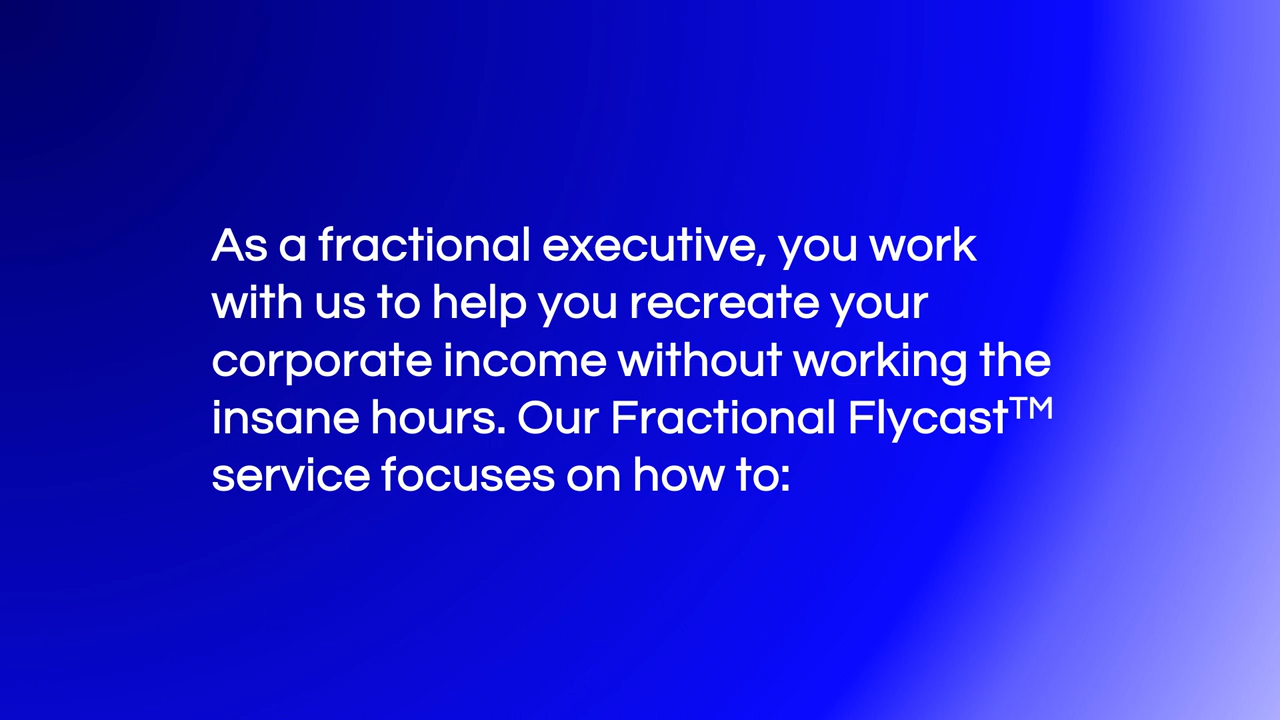 As a fractional executive, you work
with us to help you recreate your
corporate income without working the
insane hours. Our Fractional Flycast™
service focuses on how to: